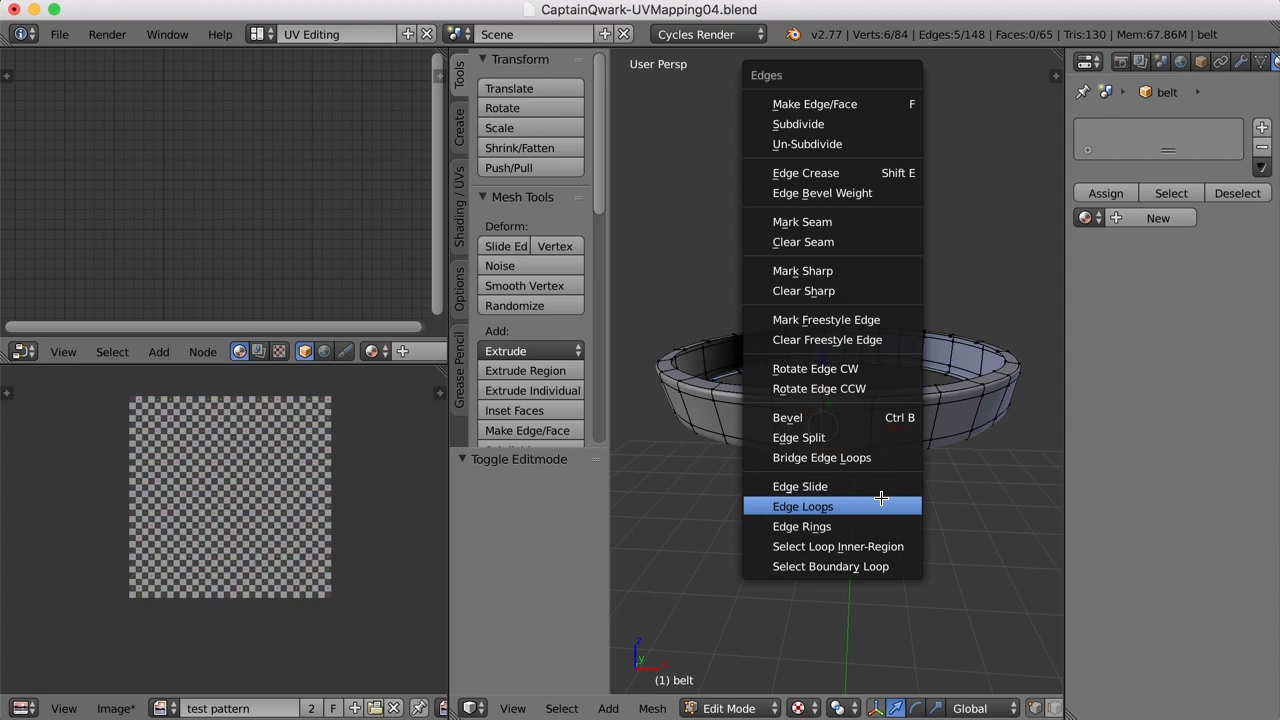 CaptainQwark-UVMapping04.blend
File Render Window Help UV Editing Scene Cycles Render v2.77 | Verts:6/84 | Edges:5/148 | Faces:0/65 | Tris:130 | Mem:67.86M | belt
Tools
Create
Shading / UVs
Options
Grease Pencil
Transform
Translate
Rotate
Scale
Shrink/Fatten
Push/Pull
Mesh Tools
Deform:
Slide Ed Vertex
Noise
Smooth Vertex
Randomize
Add:
Extrude
Extrude Region
Extrude Individual
Inset Faces
Make Edge/Face
Toggle Editmode
User Persp
Edges
Make Edge/Face F
Subdivide
Un-Subdivide
Edge Crease Shift E
Edge Bevel Weight
Mark Seam
Clear Seam
Mark Sharp
Clear Sharp
Mark Freestyle Edge
Clear Freestyle Edge
Rotate Edge CW
Rotate Edge CCW
Bevel Ctrl B
Edge Split
Bridge Edge Loops
Edge Slide
Edge Loops
Edge Rings
Select Loop Inner-Region
Select Boundary Loop
z
y
(1) belt
belt
Assign Select Deselect
New
View Select Add Node
View Image* test pattern 2 F
View Select Add Mesh Edit Mode Global